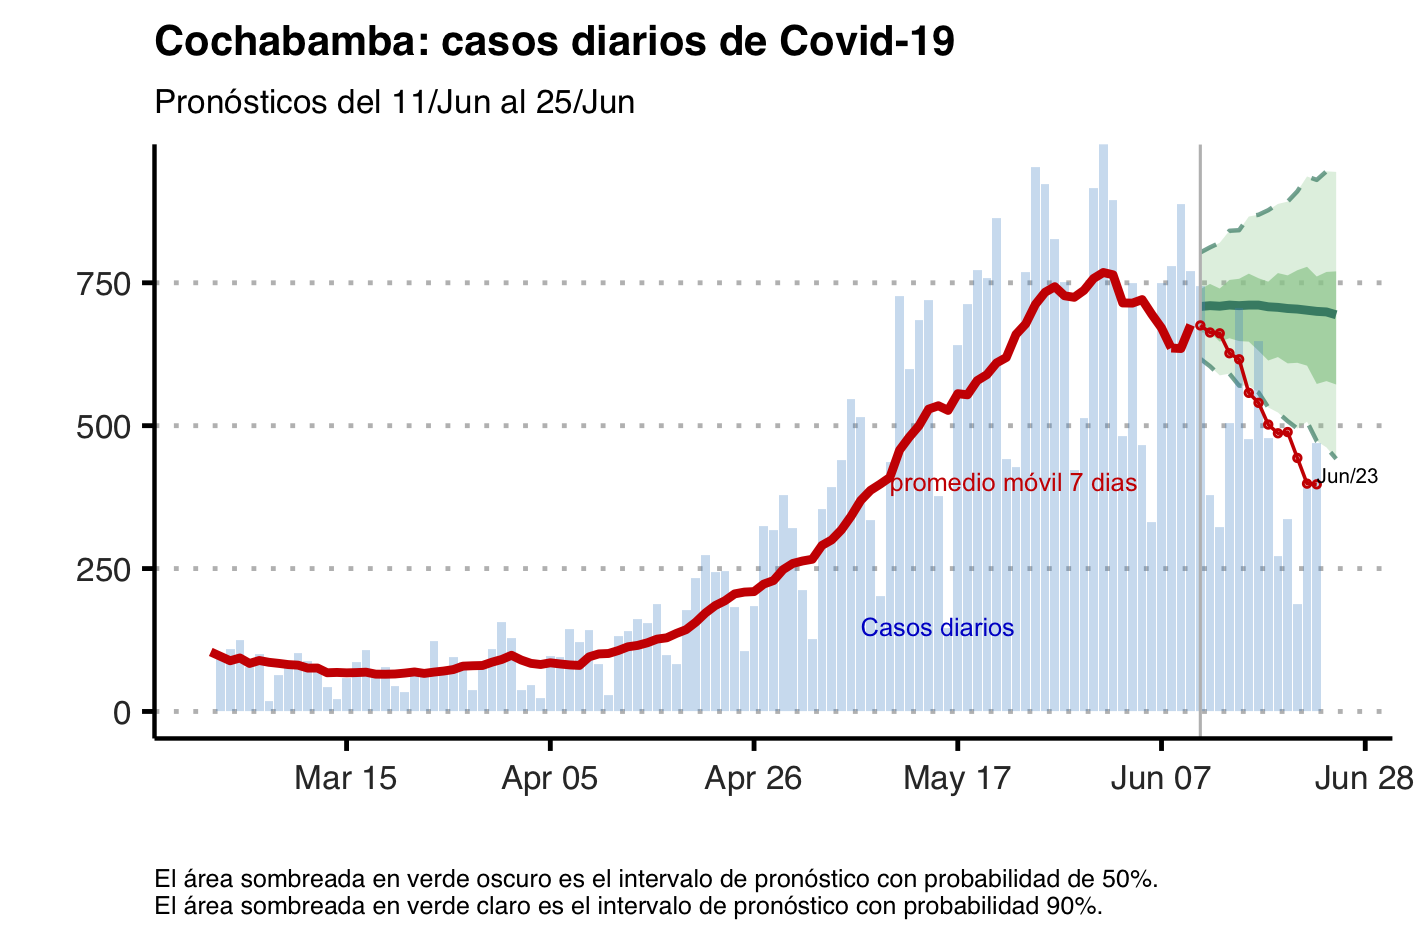 Cochabamba: casos diarios de Covid-19
Pronósticos del 11/Jun al 25/Jun
750
500
250
0
promedio móvil 7 dias
Jun/23
Casos diarios
Mar 15
Apr 05
Apr 26
May 17
Jun 07
Jun 28
El área sombreada en verde oscuro es el intervalo de pronóstico con probabilidad de 50%.
El área sombreada en verde claro es el intervalo de pronóstico con probabilidad 90%.